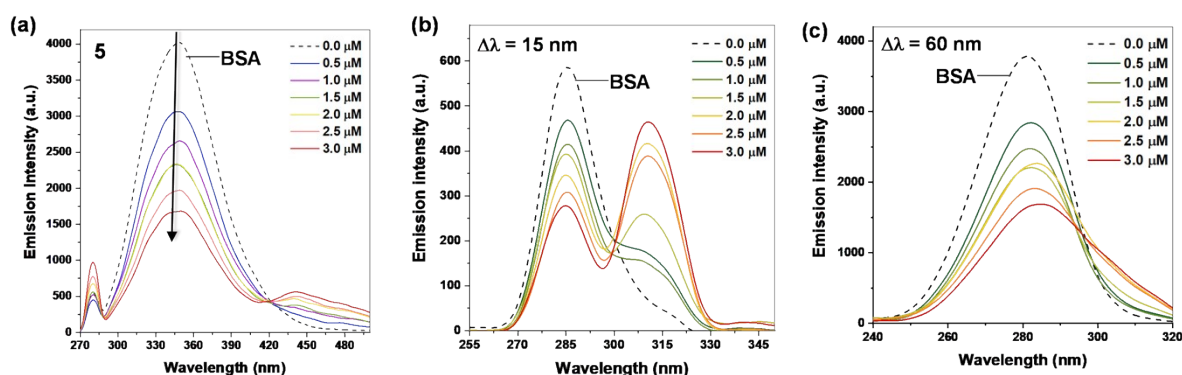 (a)
5
BSA
0.0 μM
0.5 μM
1.0 μM
1.5 μM
2.0 μM
2.5 μM
3.0 μM
Emission intensity (a.u.)
4000
3500
3000
2500
2000
1500
1000
500
0
270 300 330 360 390 420 450 480
Wavelength (nm)
(b)
Δλ = 15 nm
BSA
0.0 μM
0.5 μM
1.0 μM
1.5 μM
2.0 μM
2.5 μM
3.0 μM
Emission intensity (a.u.)
600
500
400
300
200
100
0
255 270 285 300 315 330 345
Wavelength (nm)
(c)
Δλ = 60 nm
BSA
0.0 μM
0.5 μM
1.0 μM
1.5 μM
2.0 μM
2.5 μM
3.0 μM
Emission intensity (a.u.)
4000
3000
2000
1000
0
240 260 280 300 320
Wavelength (nm)